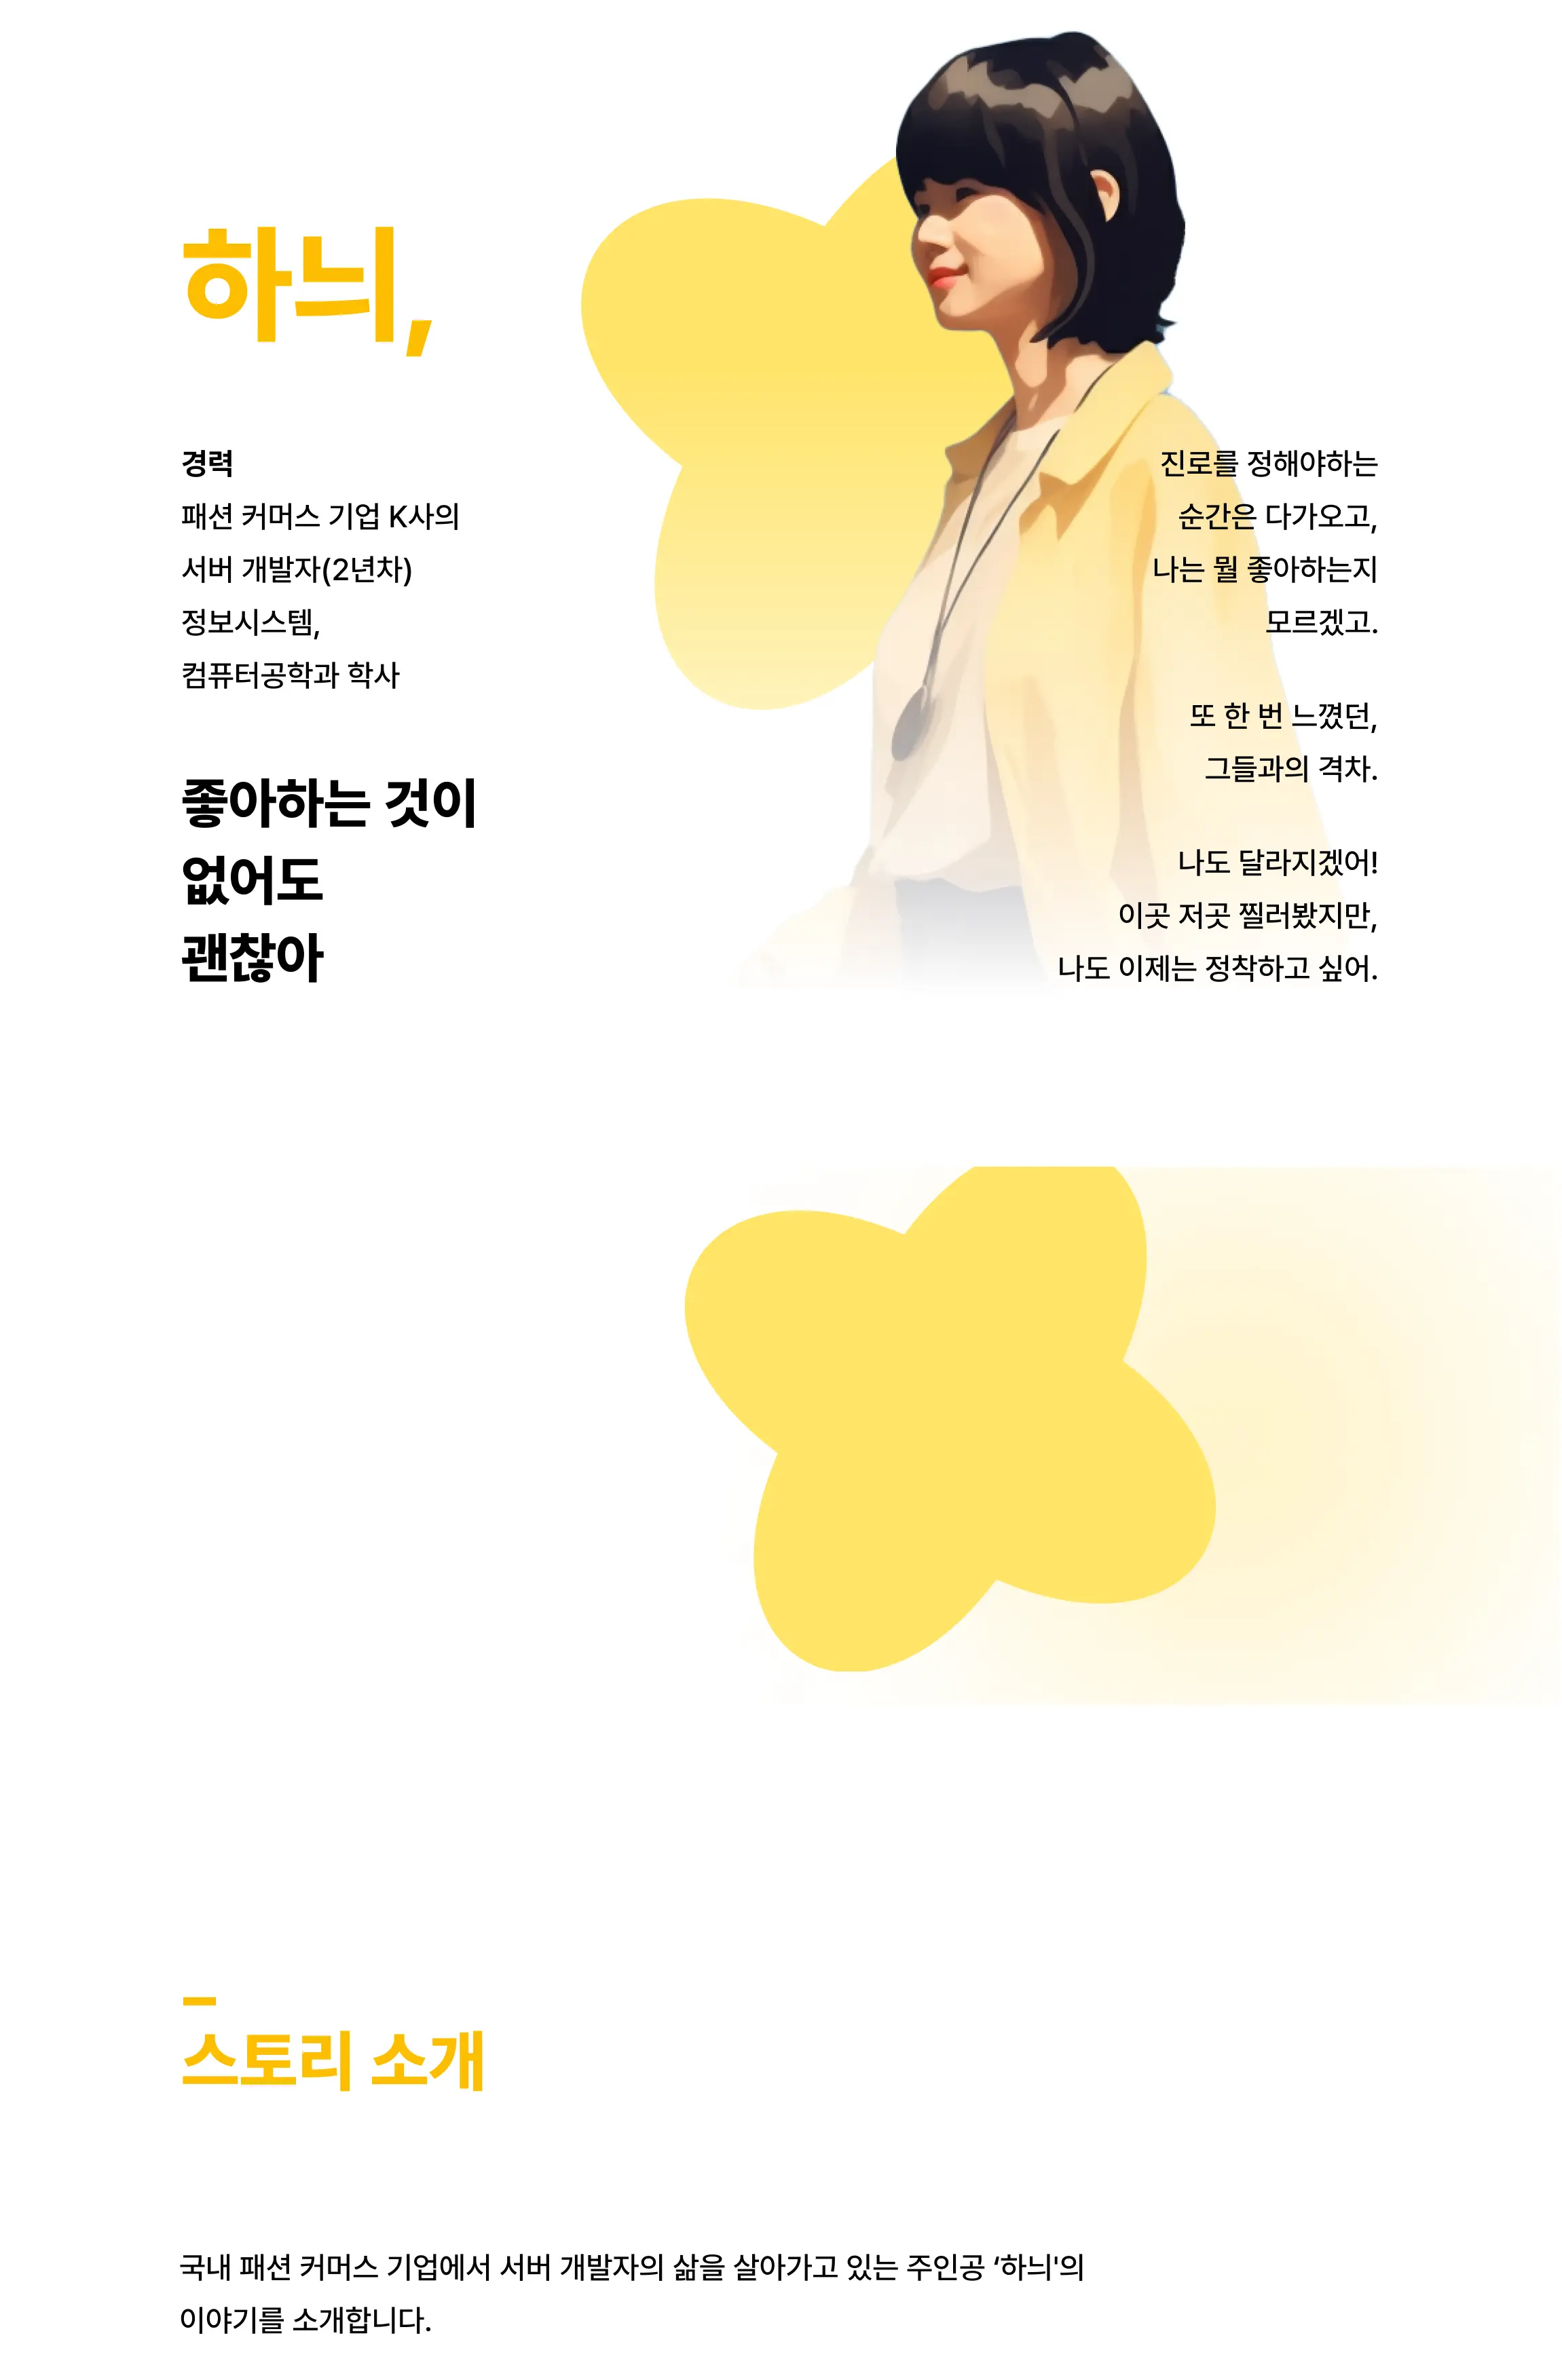 하늬,
경력
패션 커머스 기업 K사의
서버 개발자(2년차)
정보시스템,
컴퓨터공학과 학사
좋아하는 것이
없어도
괜찮아
진로를 정해야하는
순간은 다가오고,
나는 뭘 좋아하는지
모르겠고.
또 한 번 느꼈던,
그들과의 격차.
나도 달라지겠어!
이곳 저곳 찔러봤지만,
나도 이제는 정착하고 싶어.
스토리 소개
국내 패션 커머스 기업에서 서버 개발자의 삶을 살아가고 있는 주인공 ‘하늬'의
이야기를 소개합니다.